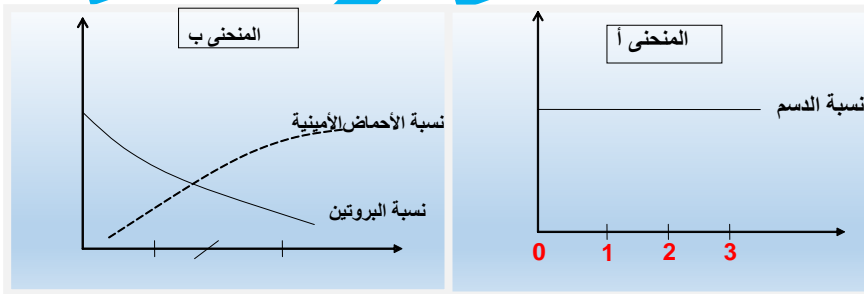 المنحنى أ
نسبة الدسم
0 1 2 3
المنحنى ب
نسبة الأحماض الأمينية
نسبة البروتين